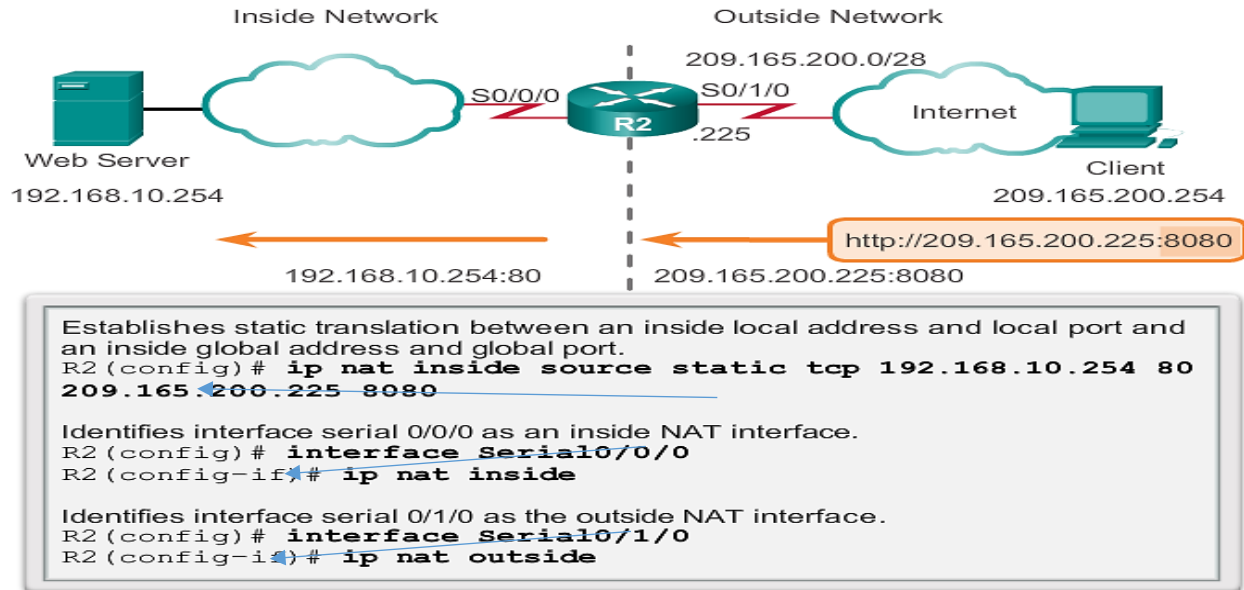 Inside Network
Outside Network
209.165.200.0/28
S0/0/0
S0/1/0
R2
.225
Internet
Web Server
192.168.10.254
Client
209.165.200.254
http://209.165.200.225:8080
192.168.10.254:80
209.165.200.225:8080
Establishes static translation between an inside local address and local port and
an inside global address and global port.
R2(config)# ip nat inside source static tcp 192.168.10.254 80
209.165.200.225 8080
Identifies interface serial 0/0/0 as an inside NAT interface.
R2(config)# interface Serial0/0/0
R2(config-if)# ip nat inside
Identifies interface serial 0/1/0 as the outside NAT interface.
R2(config)# interface Serial0/1/0
R2(config-if)# ip nat outside